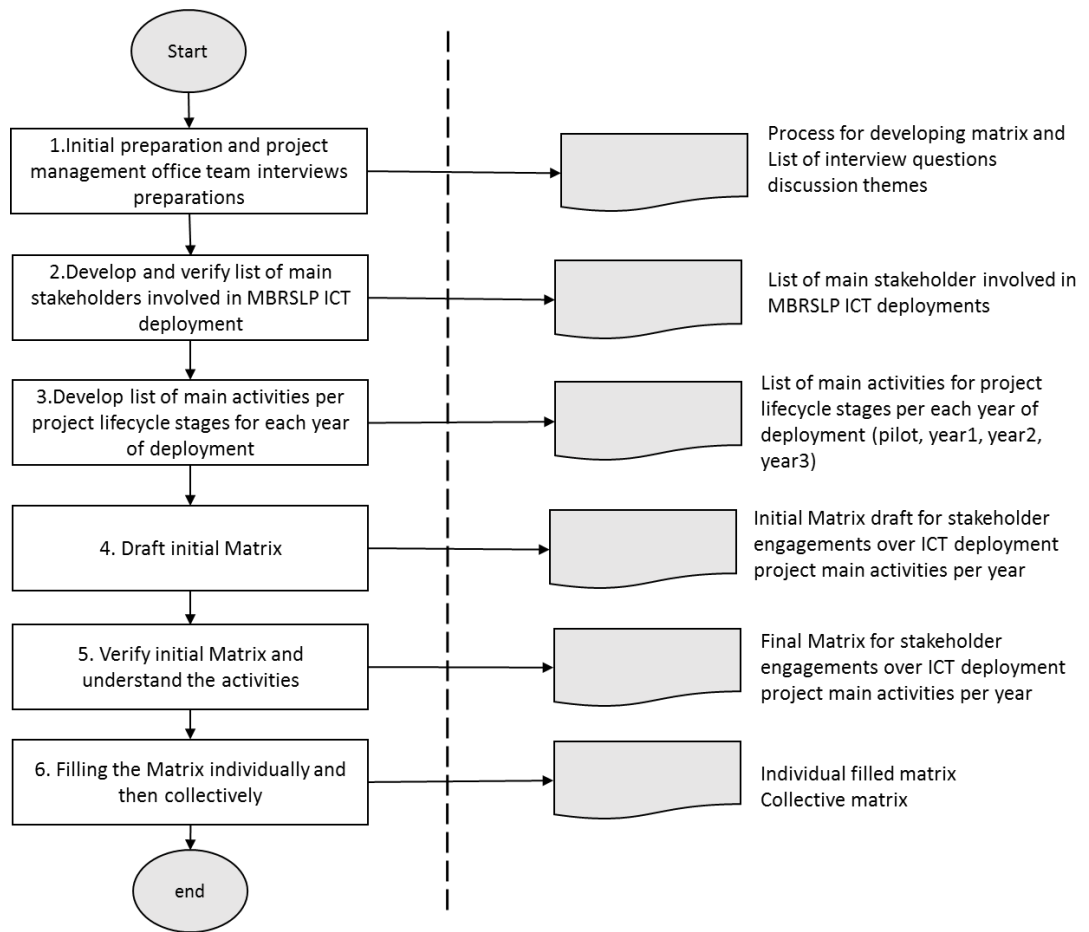 Start
1.Initial preparation and project
management office team interviews
preparations
Process for developing matrix and
List of interview questions
discussion themes
2.Develop and verify list of main
stakeholders involved in MBRSLP ICT
deployment
List of main stakeholder involved in
MBRSLP ICT deployments
3.Develop list of main activities per
project lifecycle stages for each year
of deployment
List of main activities for project
lifecycle stages per each year of
deployment (pilot, year1, year2,
year3)
4. Draft initial Matrix
Initial Matrix draft for stakeholder
engagements over ICT deployment
project main activities per year
5. Verify initial Matrix and
understand the activities
Final Matrix for stakeholder
engagements over ICT deployment
project main activities per year
6. Filling the Matrix individually and
then collectively
Individual filled matrix
Collective matrix
end